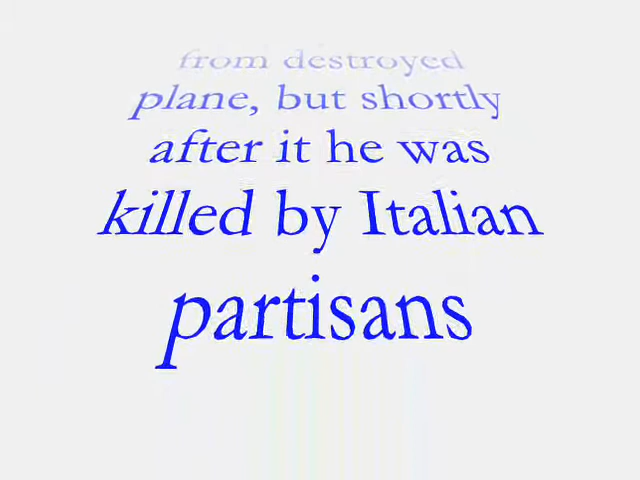 from destroyed
plane, but shortly
after it he was
killed by Italian
partisans